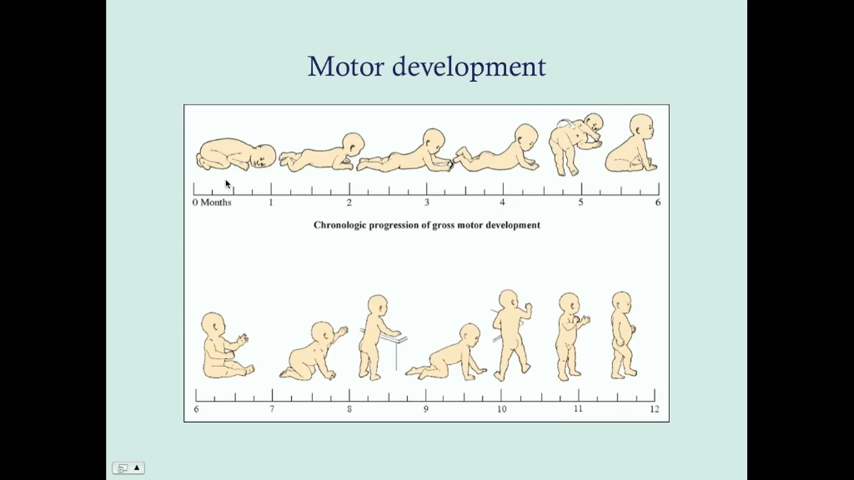 Motor development
0 Months 1 2 3 4 5 6
Chronologic progression of gross motor development
6 7 8 9 10 11 12